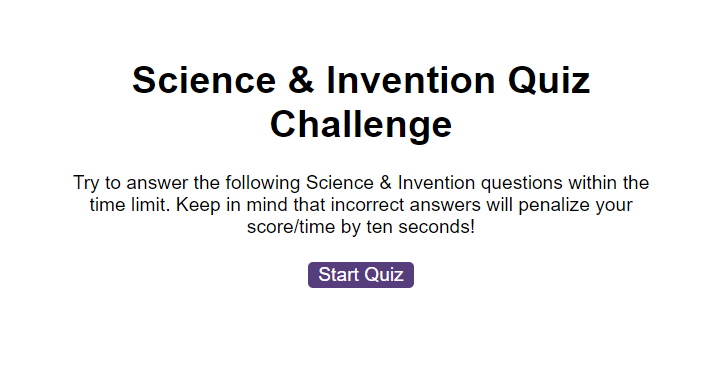 Science & Invention Quiz
Challenge
Try to answer the following Science & Invention questions within the
time limit. Keep in mind that incorrect answers will penalize your
score/time by ten seconds!
Start Quiz